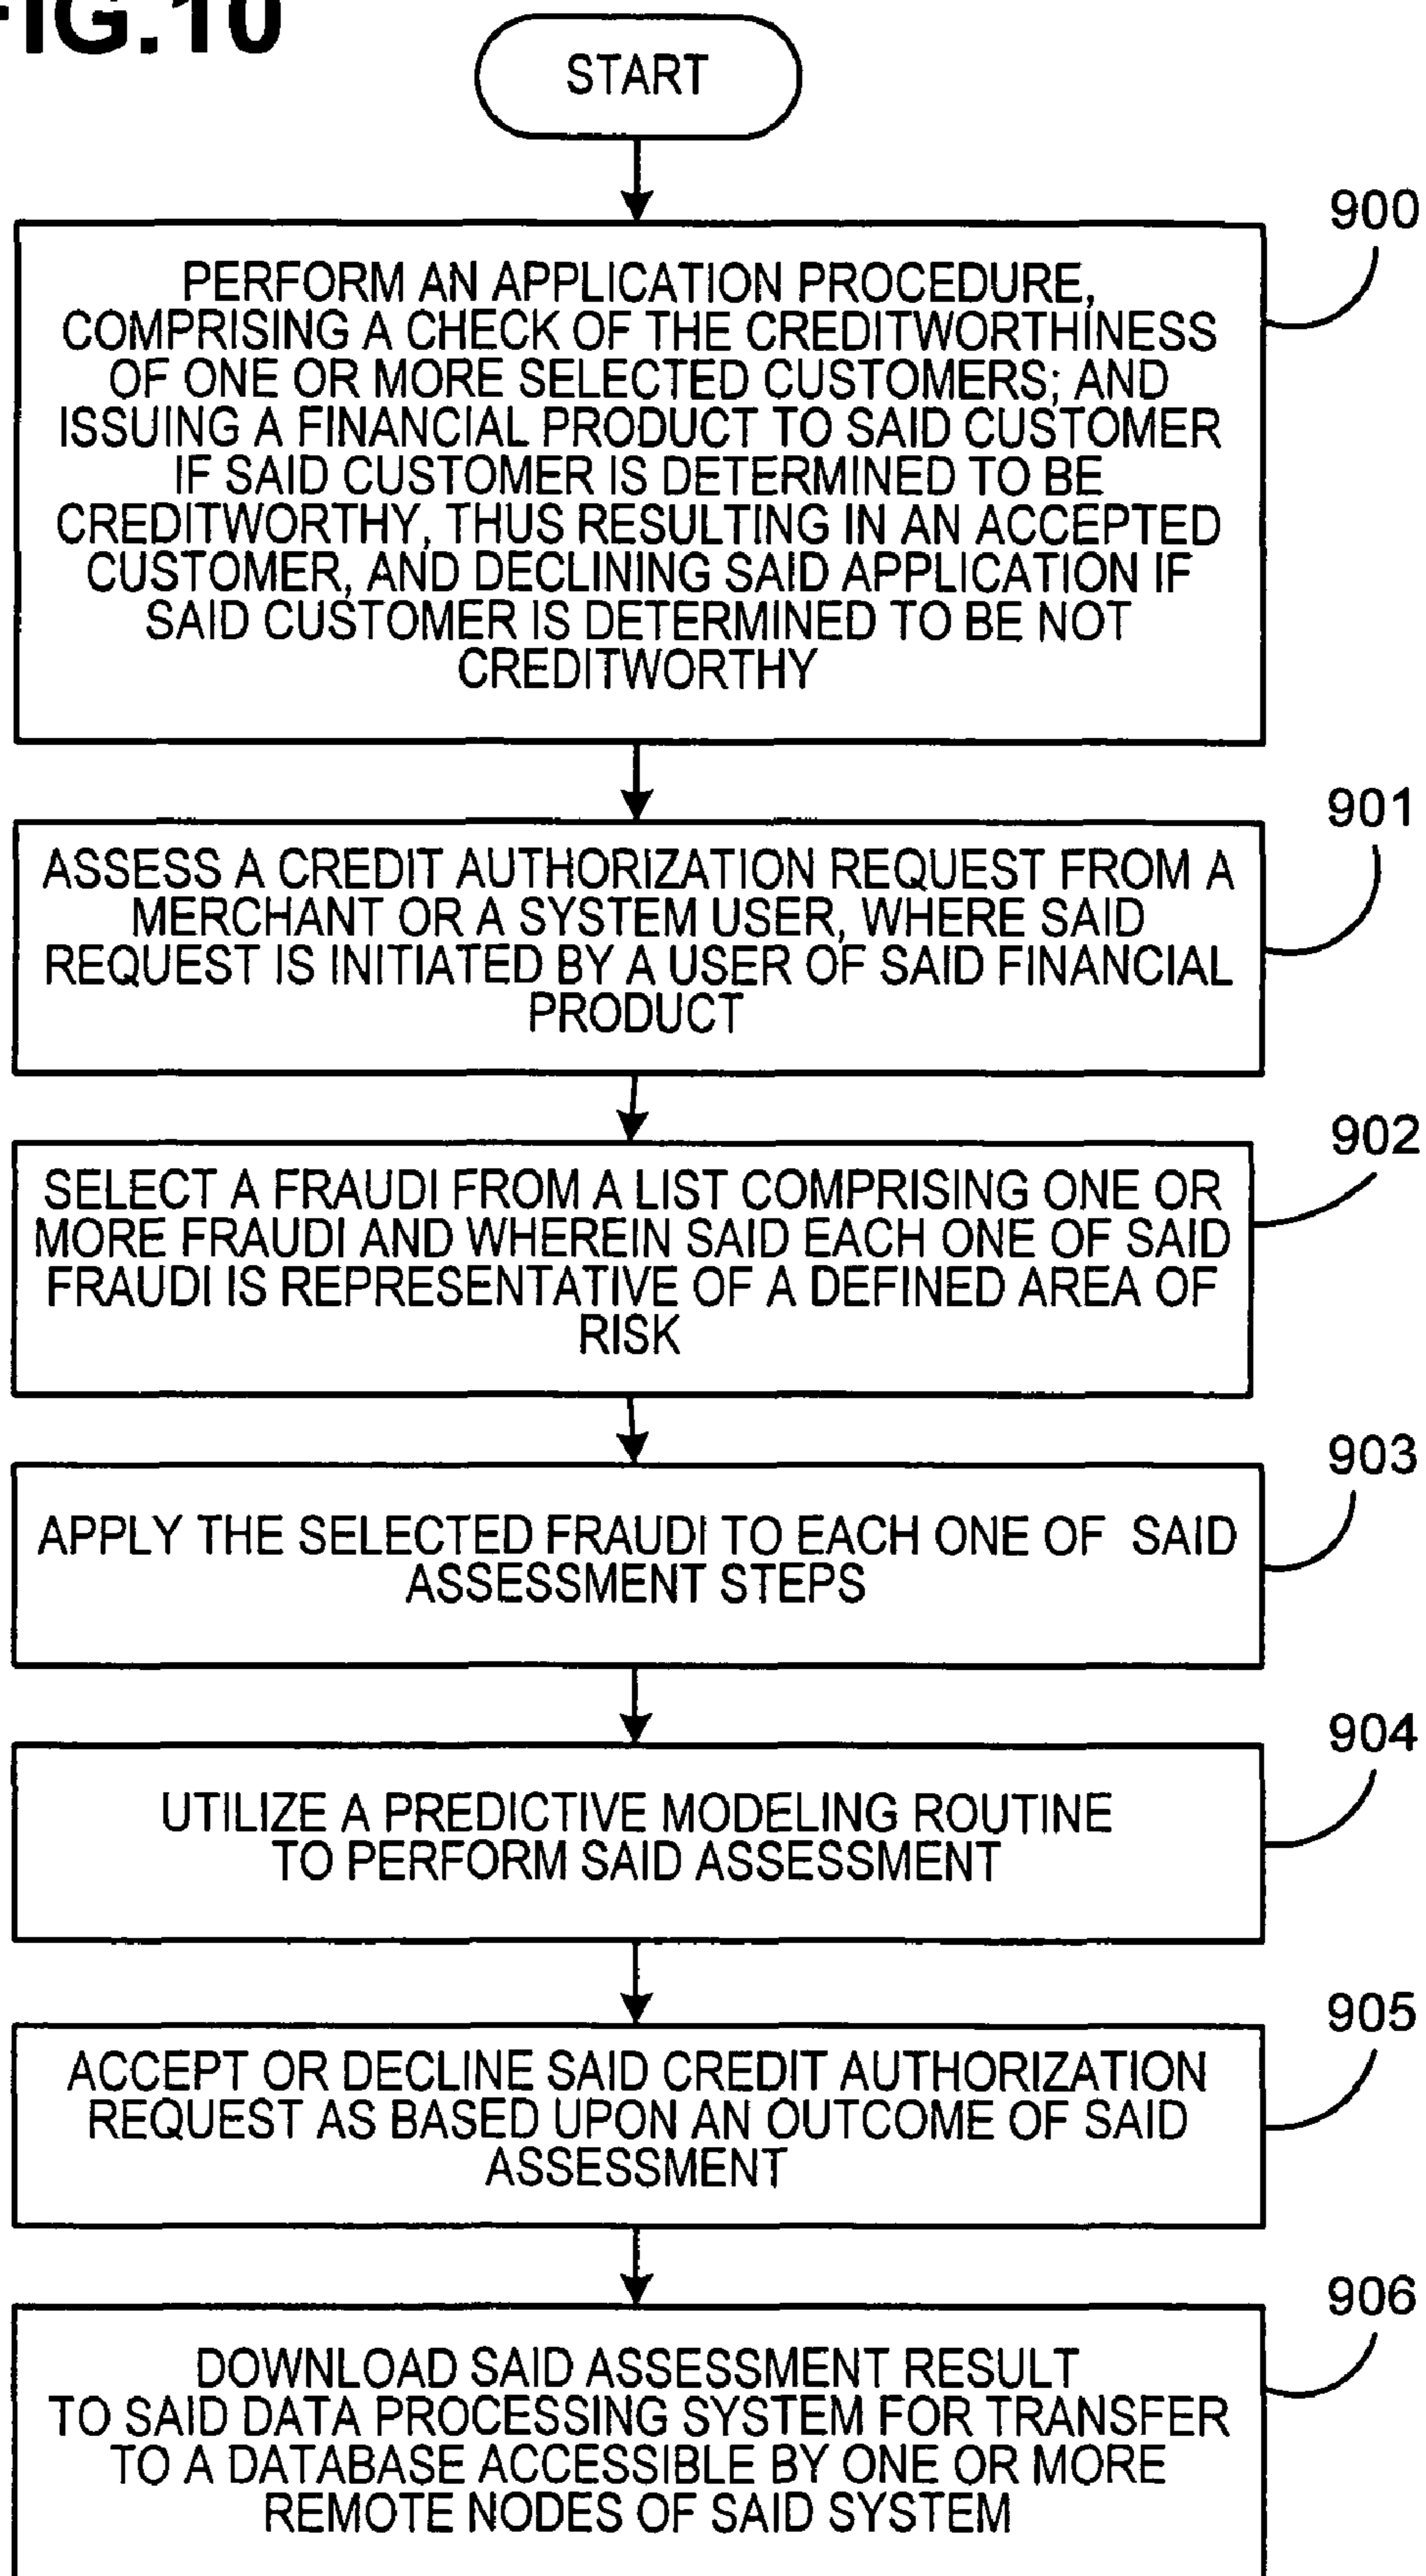 FIG.10
START
900
PERFORM AN APPLICATION PROCEDURE,
COMPRISING A CHECK OF THE CREDITWORTHINESS
OF ONE OR MORE SELECTED CUSTOMERS; AND
ISSUING A FINANCIAL PRODUCT TO SAID CUSTOMER
IF SAID CUSTOMER IS DETERMINED TO BE
CREDITWORTHY, THUS RESULTING IN AN ACCEPTED
CUSTOMER, AND DECLINING SAID APPLICATION IF
SAID CUSTOMER IS DETERMINED TO BE NOT
CREDITWORTHY
901
ASSESS A CREDIT AUTHORIZATION REQUEST FROM A
MERCHANT OR A SYSTEM USER, WHERE SAID
REQUEST IS INITIATED BY A USER OF SAID FINANCIAL
PRODUCT
902
SELECT A FRAUDI FROM A LIST COMPRISING ONE OR
MORE FRAUDI AND WHEREIN SAID EACH ONE OF SAID
FRAUDI IS REPRESENTATIVE OF A DEFINED AREA OF
RISK
903
APPLY THE SELECTED FRAUDI TO EACH ONE OF SAID
ASSESSMENT STEPS
904
UTILIZE A PREDICTIVE MODELING ROUTINE
TO PERFORM SAID ASSESSMENT
905
ACCEPT OR DECLINE SAID CREDIT AUTHORIZATION
REQUEST AS BASED UPON AN OUTCOME OF SAID
ASSESSMENT
906
DOWNLOAD SAID ASSESSMENT RESULT
TO SAID DATA PROCESSING SYSTEM FOR TRANSFER
TO A DATABASE ACCESSIBLE BY ONE OR MORE
REMOTE NODES OF SAID SYSTEM